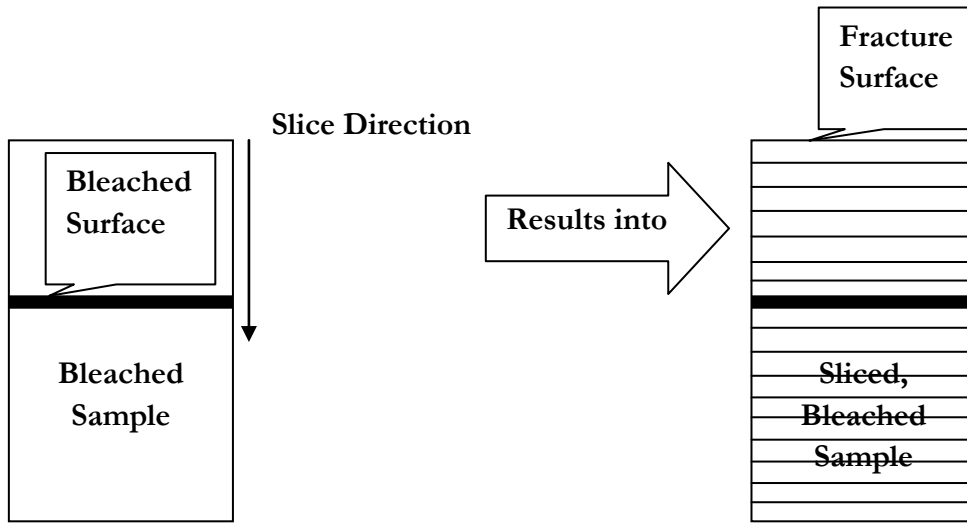 Slice Direction
Bleached
Surface
Bleached
Sample
Results into
Fracture
Surface
Sliced,
Bleached
Sample